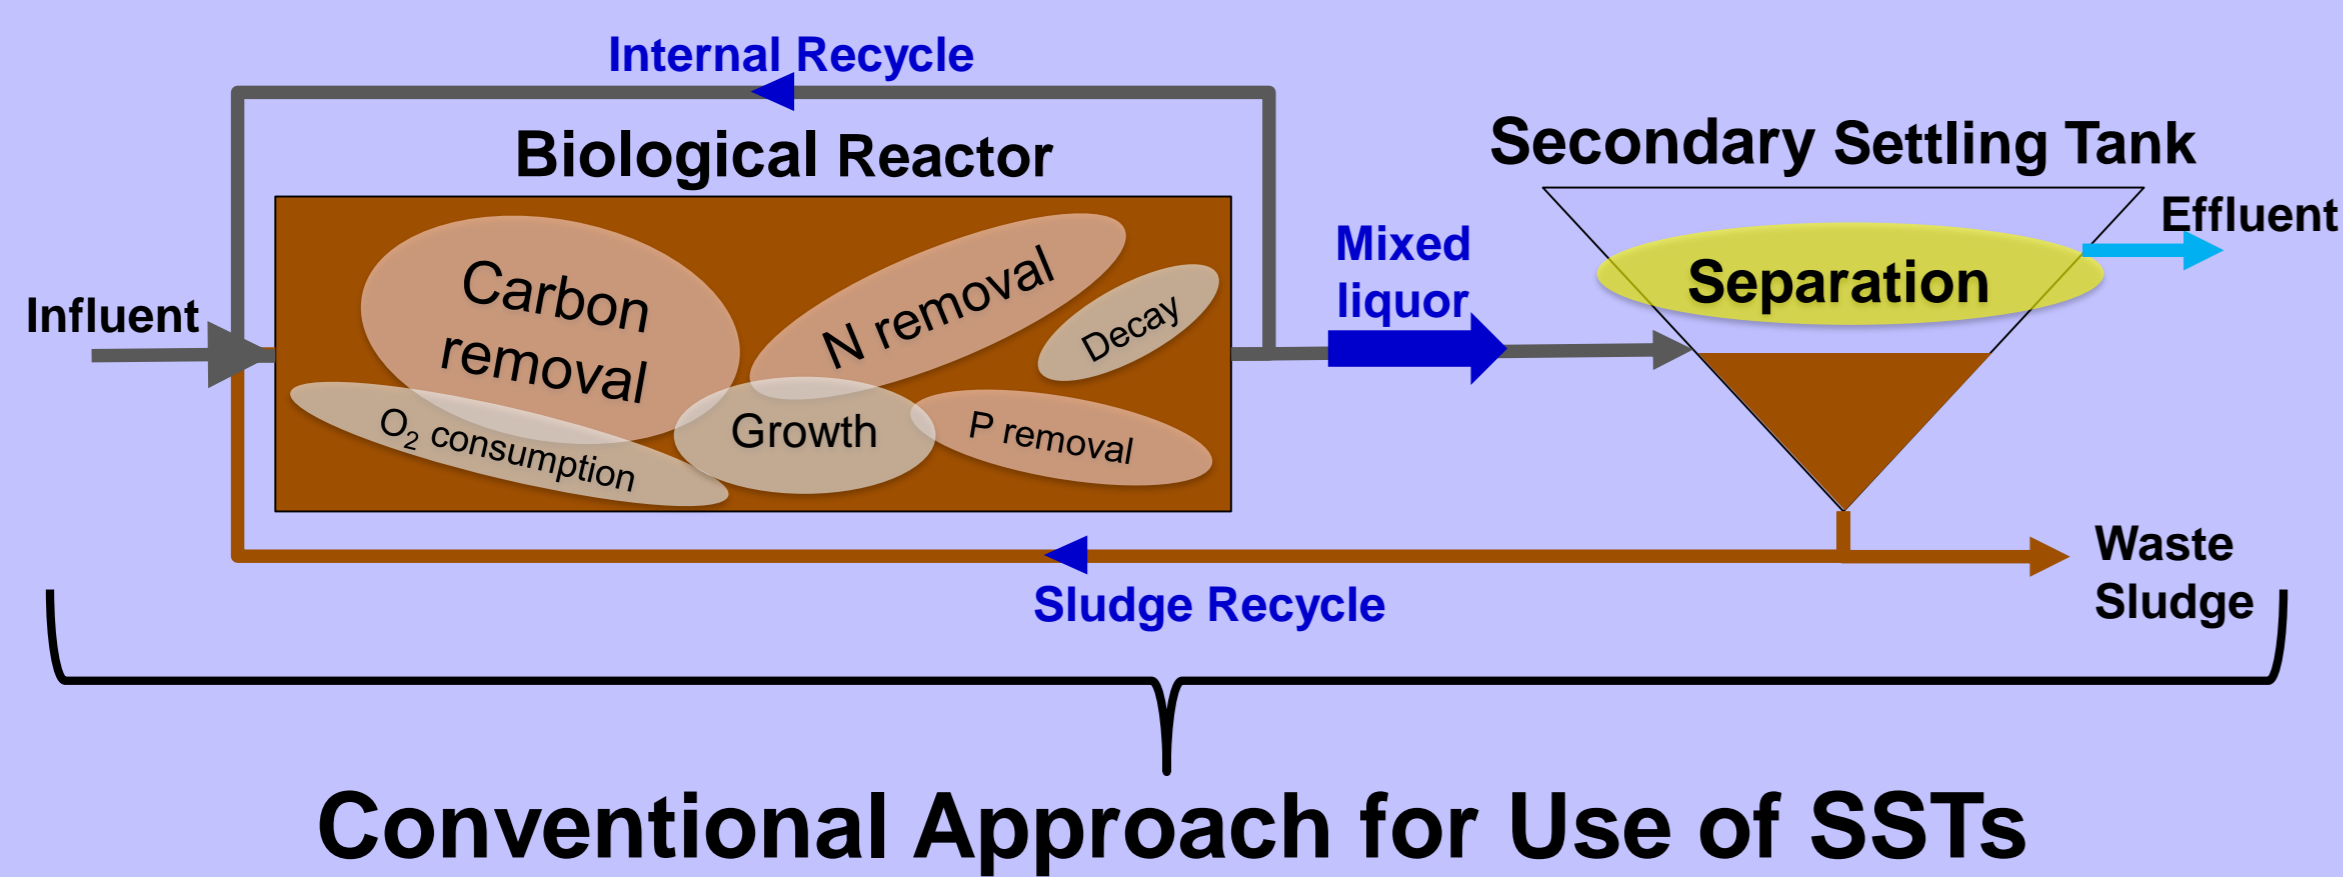 Internal Recycle
Biological Reactor
Secondary Settling Tank
Influent
Carbon
removal
N removal
Decay
O₂ consumption
Growth
P removal
Mixed
liquor
Separation
Effluent
Sludge Recycle
Waste
Sludge
Conventional Approach for Use of SSTs